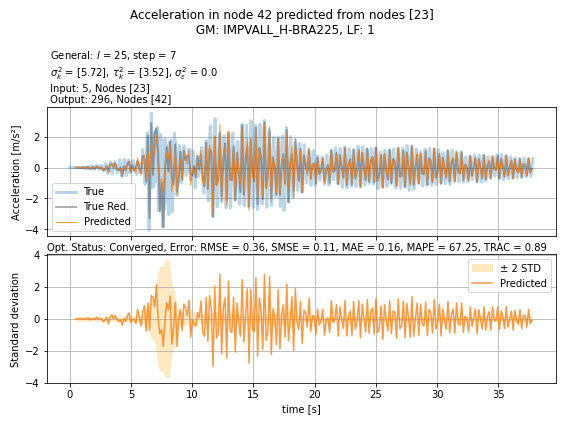 Acceleration in node 42 predicted from nodes [23]
GM: IMPVALL_H-BRA225, LF: 1
General: l = 25, step = 7
σ²ₖ = [5.72], τ²ₖ = [3.52], σ²ε = 0.0
Input: 5, Nodes [23]
Output: 296, Nodes [42]
Acceleration [m/s²]
2
0
−2
−4
True
True Red.
Predicted
Opt. Status: Converged, Error: RMSE = 0.36, SMSE = 0.11, MAE = 0.16, MAPE = 67.25, TRAC = 0.89
Standard deviation
4
2
0
−2
−4
± 2 STD
Predicted
0 5 10 15 20 25 30 35
time [s]